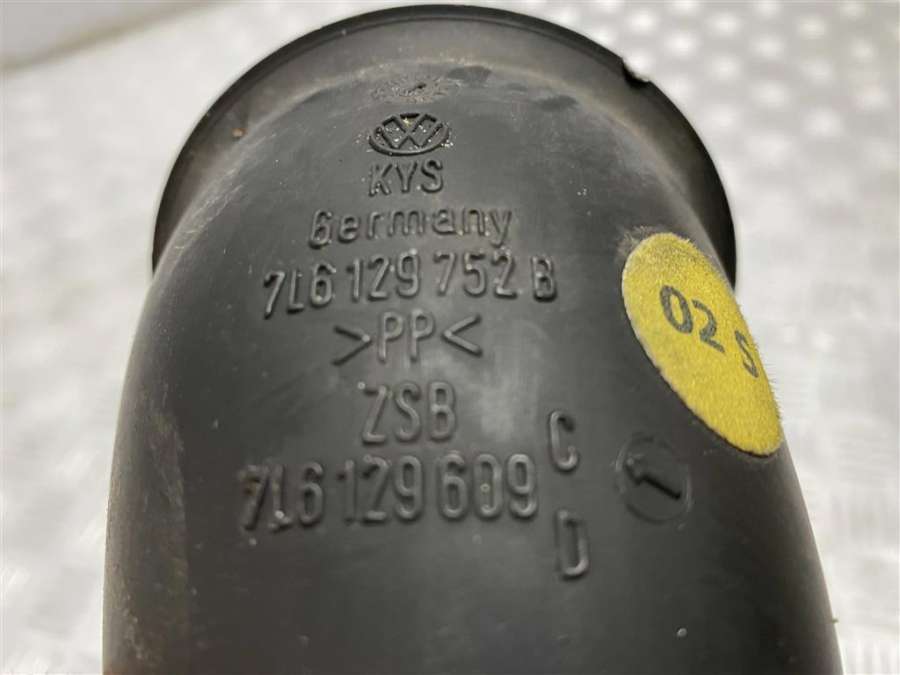 KYS
Germany
7L6 129 752 B
>PP<
ZSB
7L6 129 609 C
D
02 S